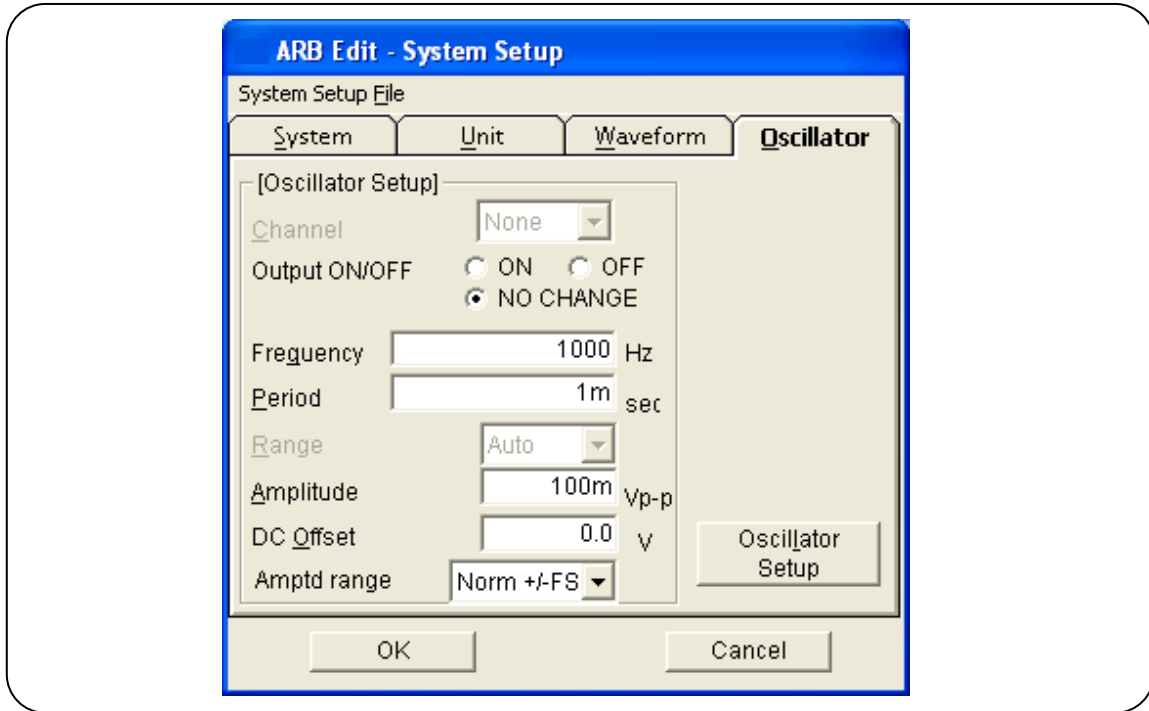 ARB Edit - System Setup
System Setup File
System Unit Waveform Oscillator
[Oscillator Setup]
Channel None
Output ON/OFF ON OFF
NO CHANGE
Freguency 1000 Hz
Period 1m sec
Range Auto
Amplitude 100m Vp-p
DC Offset 0.0 V
Amptd range Norm +/-FS
Oscillator
Setup
OK Cancel